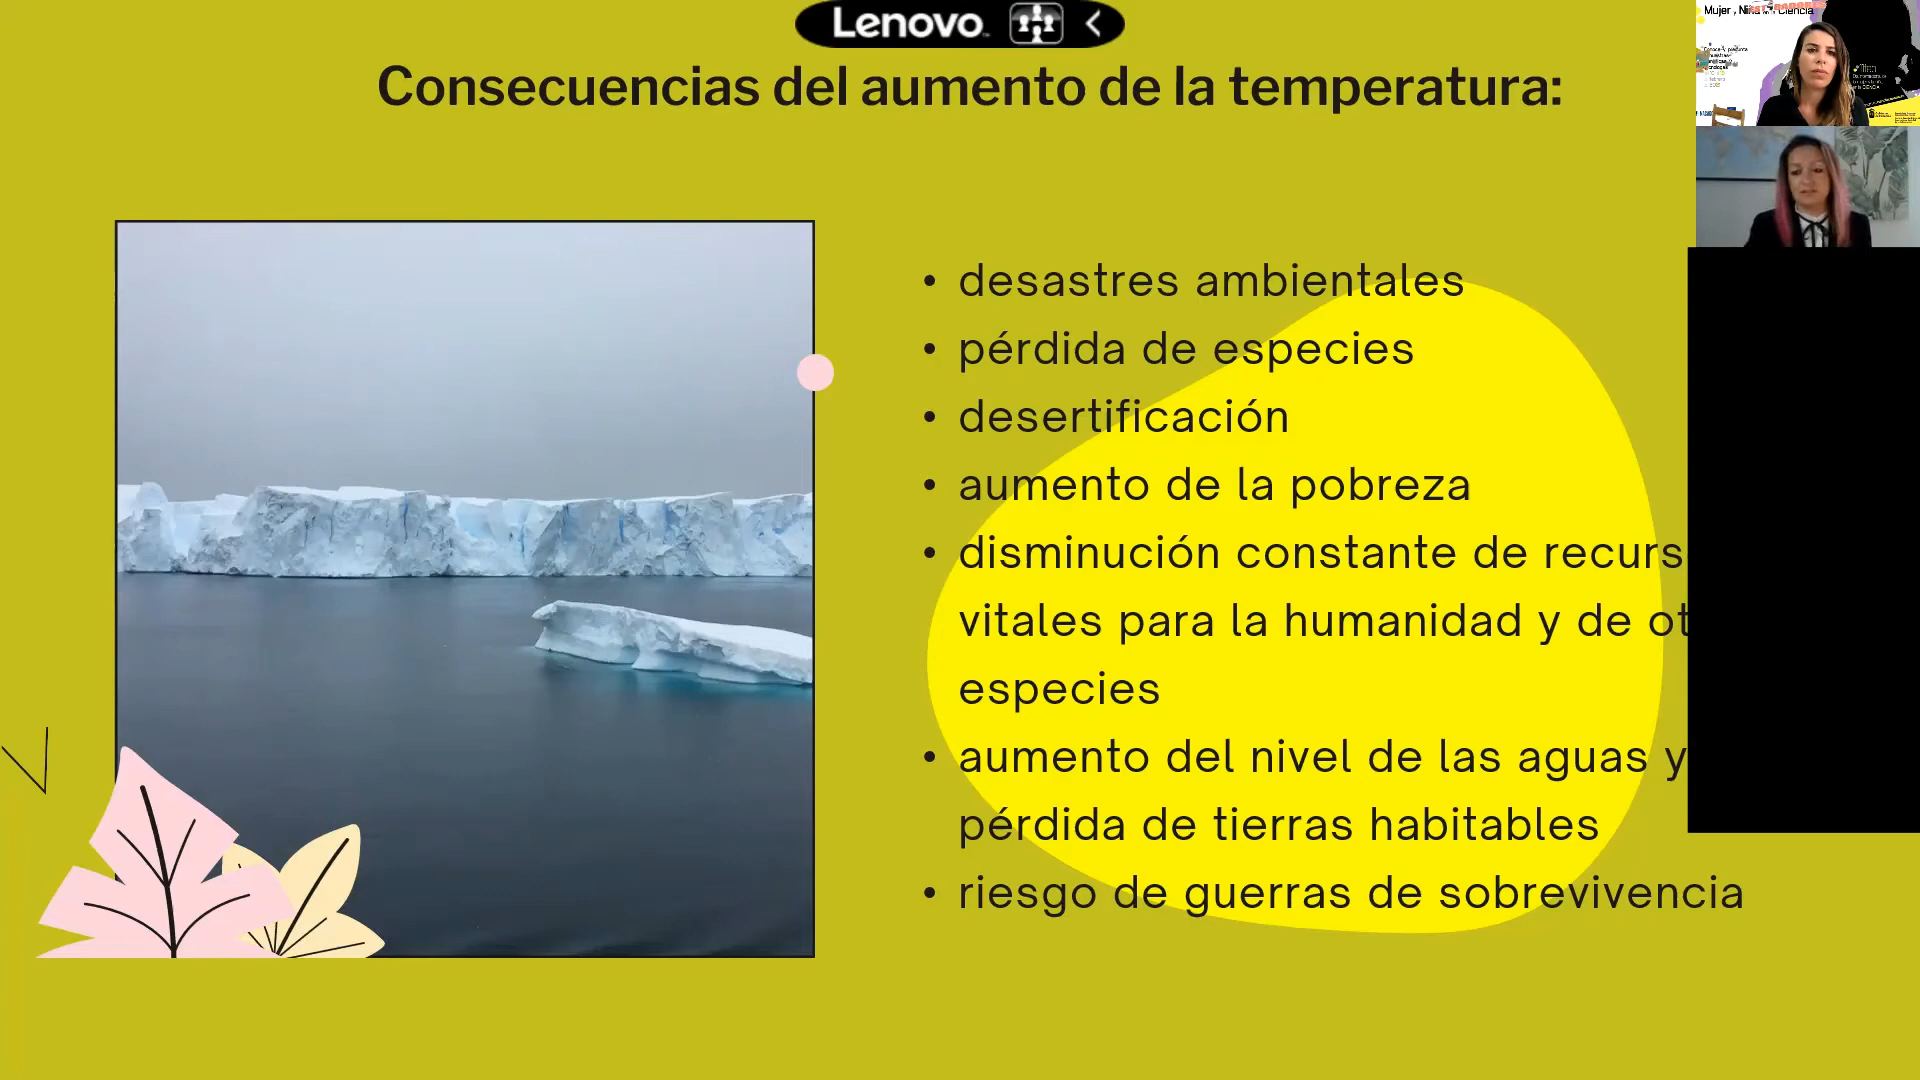 Lenovo
Consecuencias del aumento de la temperatura:
Mujer, Niña Ciencia
• desastres ambientales
• pérdida de especies
• desertificación
• aumento de la pobreza
• disminución constante de recurs
vitales para la humanidad y de ot
especies
• aumento del nivel de las aguas y
pérdida de tierras habitables
• riesgo de guerras de sobrevivencia